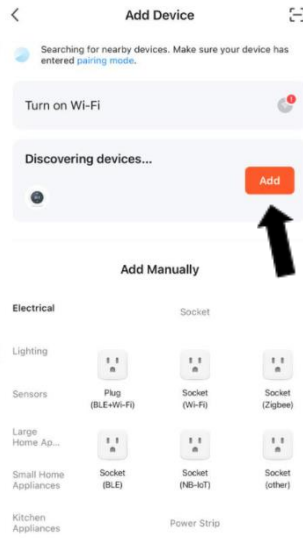 Add Device
Searching for nearby devices. Make sure your device has
entered pairing mode.
Turn on Wi-Fi
Discovering devices...
Add
Add Manually
Electrical
Socket
Lighting
Sensors
Plug
(BLE+Wi-Fi)
Socket
(Wi-Fi)
Socket
(Zigbee)
Large
Home Ap...
Small Home
Appliances
Socket
(BLE)
Socket
(NB-IoT)
Socket
(other)
Kitchen
Appliances
Power Strip